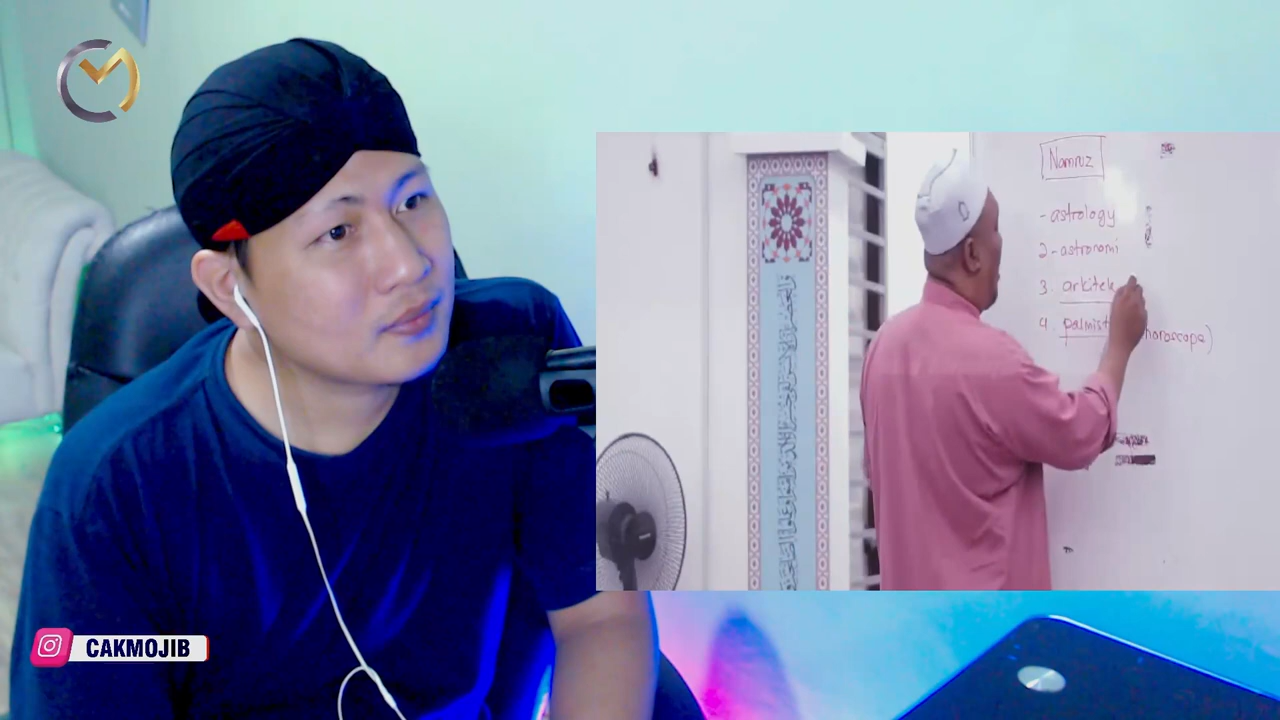 Namruz
-astrology
2-astronomi
3. arkitek
4. palmist
horoscope)
CAKMOJIB